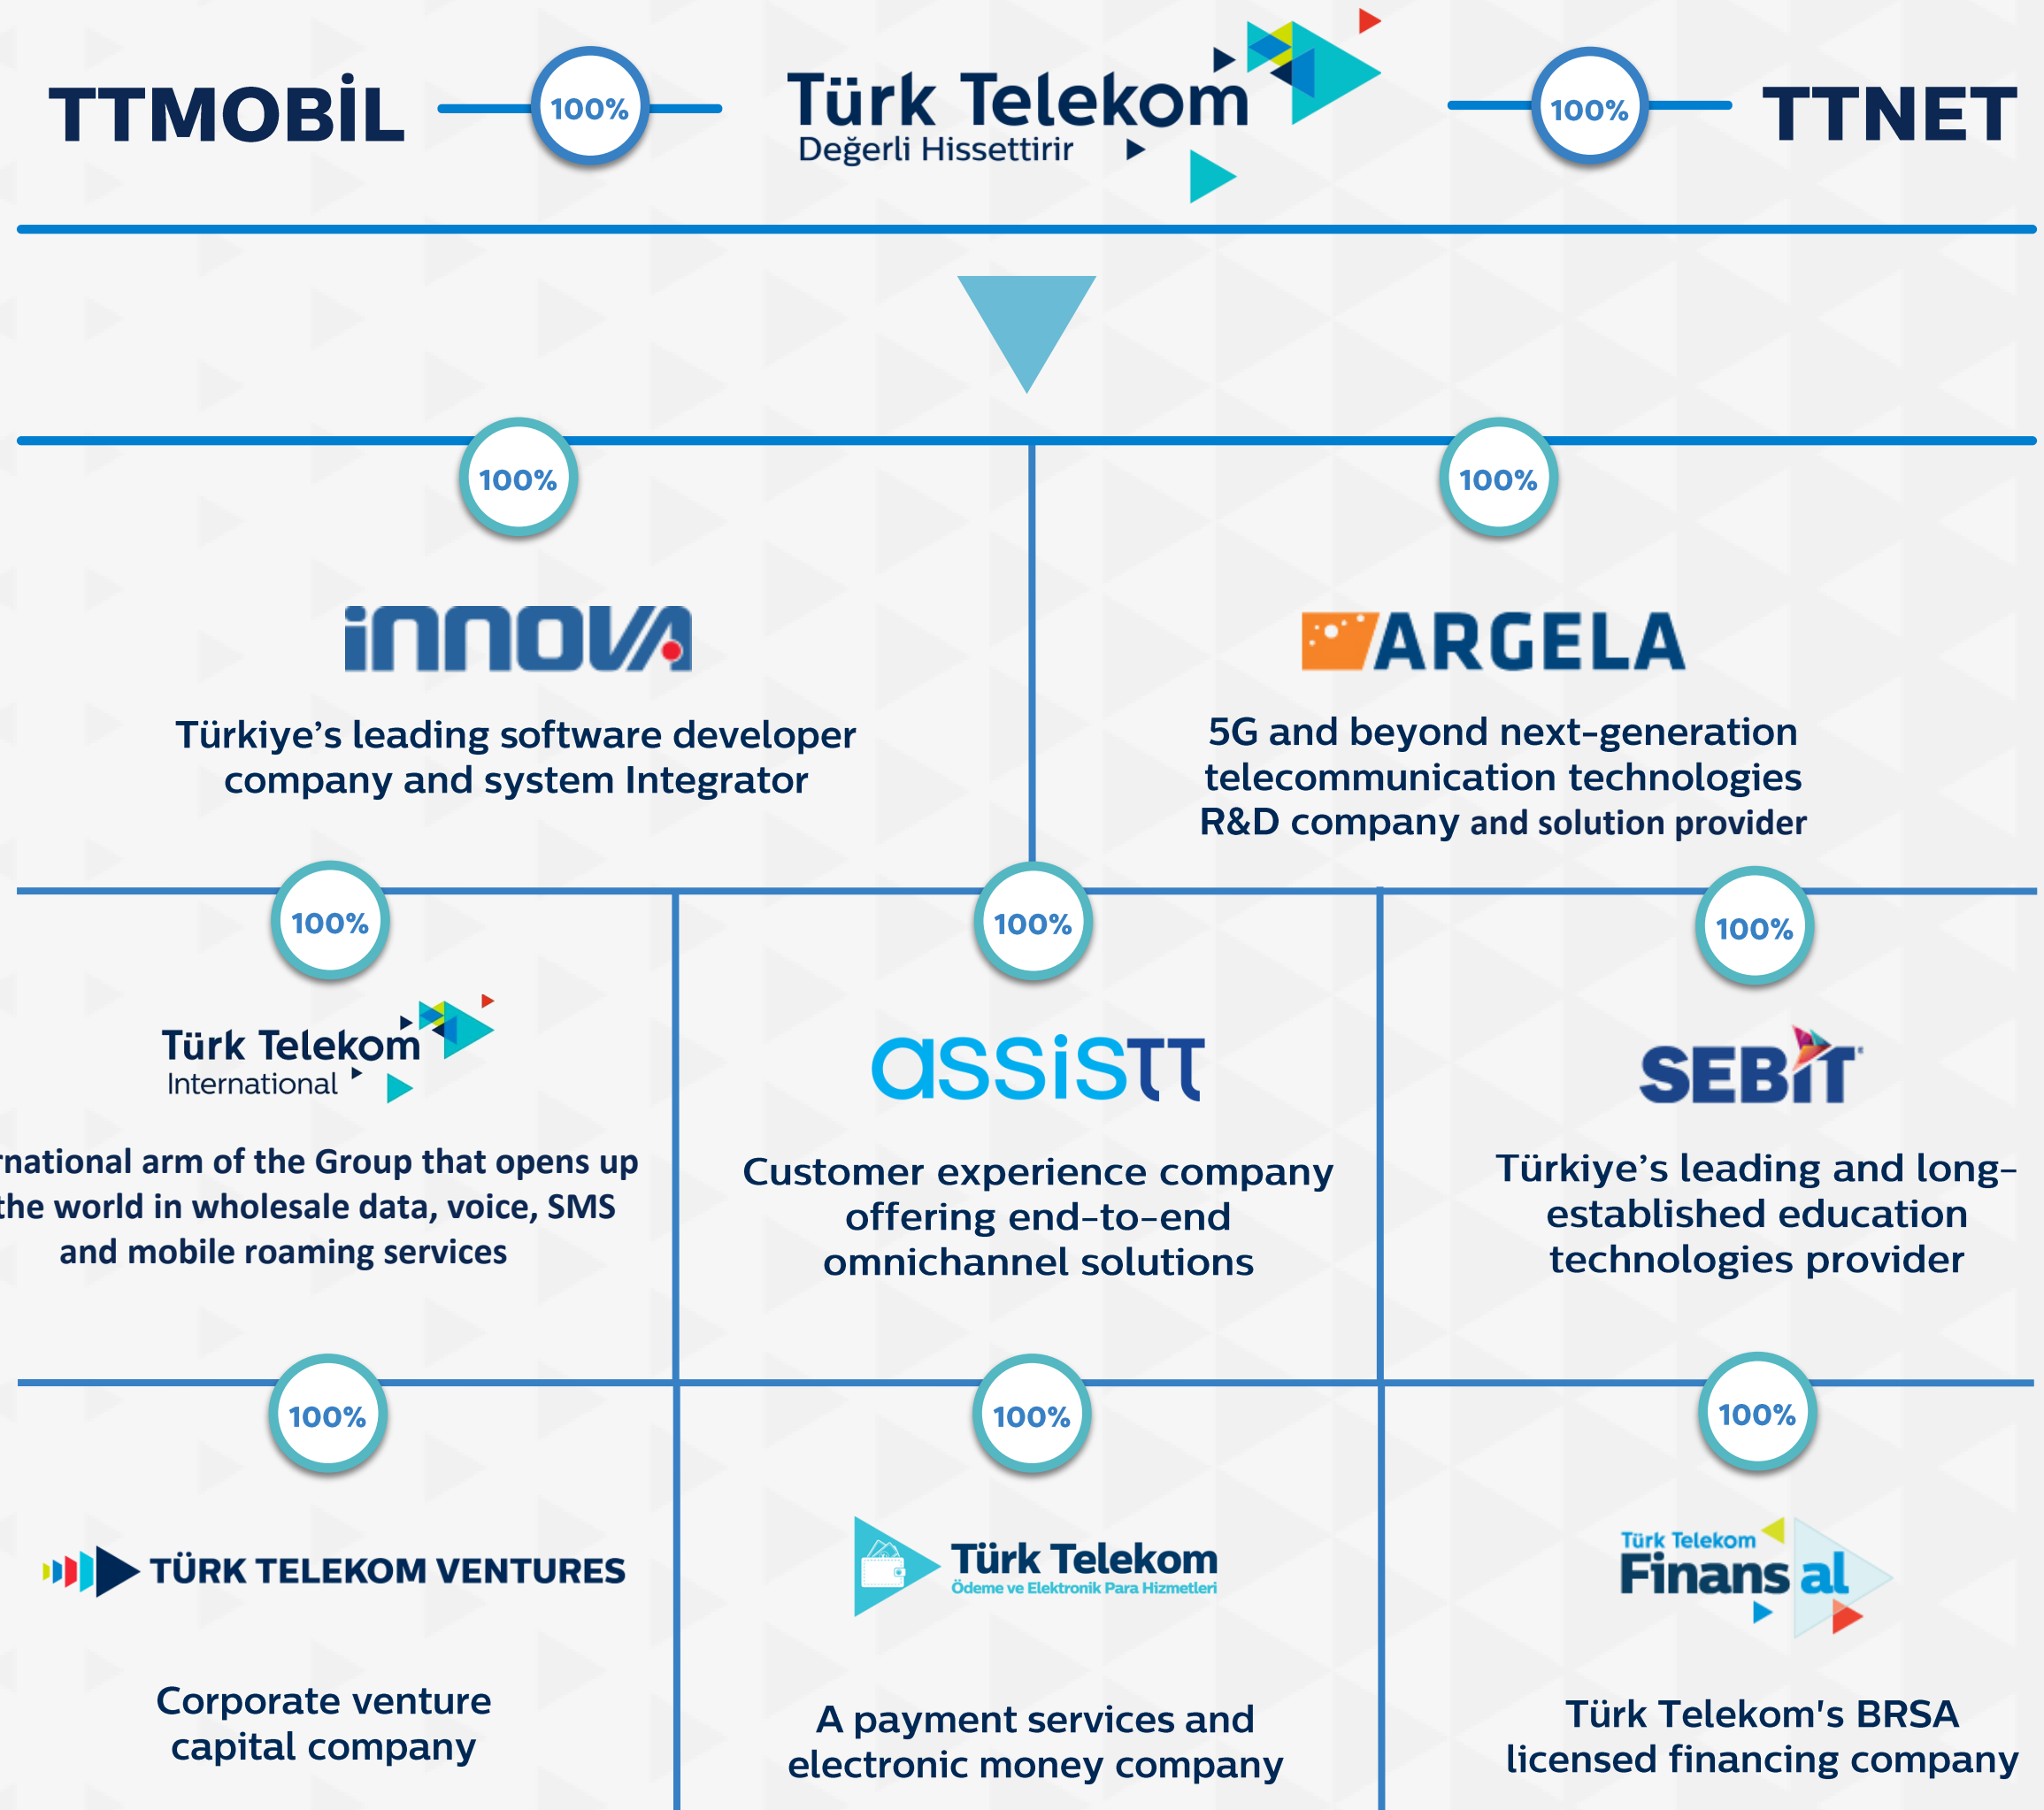 TTMOBİL
100%
Türk Telekom
Değerli Hissettirir
100%
TTNET
100%
100%
innova
ARGELA
Türkiye’s leading software developer
company and system Integrator
5G and beyond next-generation
telecommunication technologies
R&D company and solution provider
100%
100%
100%
Türk Telekom
International
assisTT
SEBİT
arm of the Group that opens up
the world in wholesale data, voice, SMS
and mobile roaming services
Customer experience company
offering end-to-end
omnichannel solutions
Türkiye’s leading and long-
established education
technologies provider
100%
100%
100%
TÜRK TELEKOM VENTURES
Türk Telekom
Ödeme ve Elektronik Para Hizmetleri
Türk Telekom
Finansal
Corporate venture
capital company
A payment services and
electronic money company
Türk Telekom's BRSA
licensed financing company